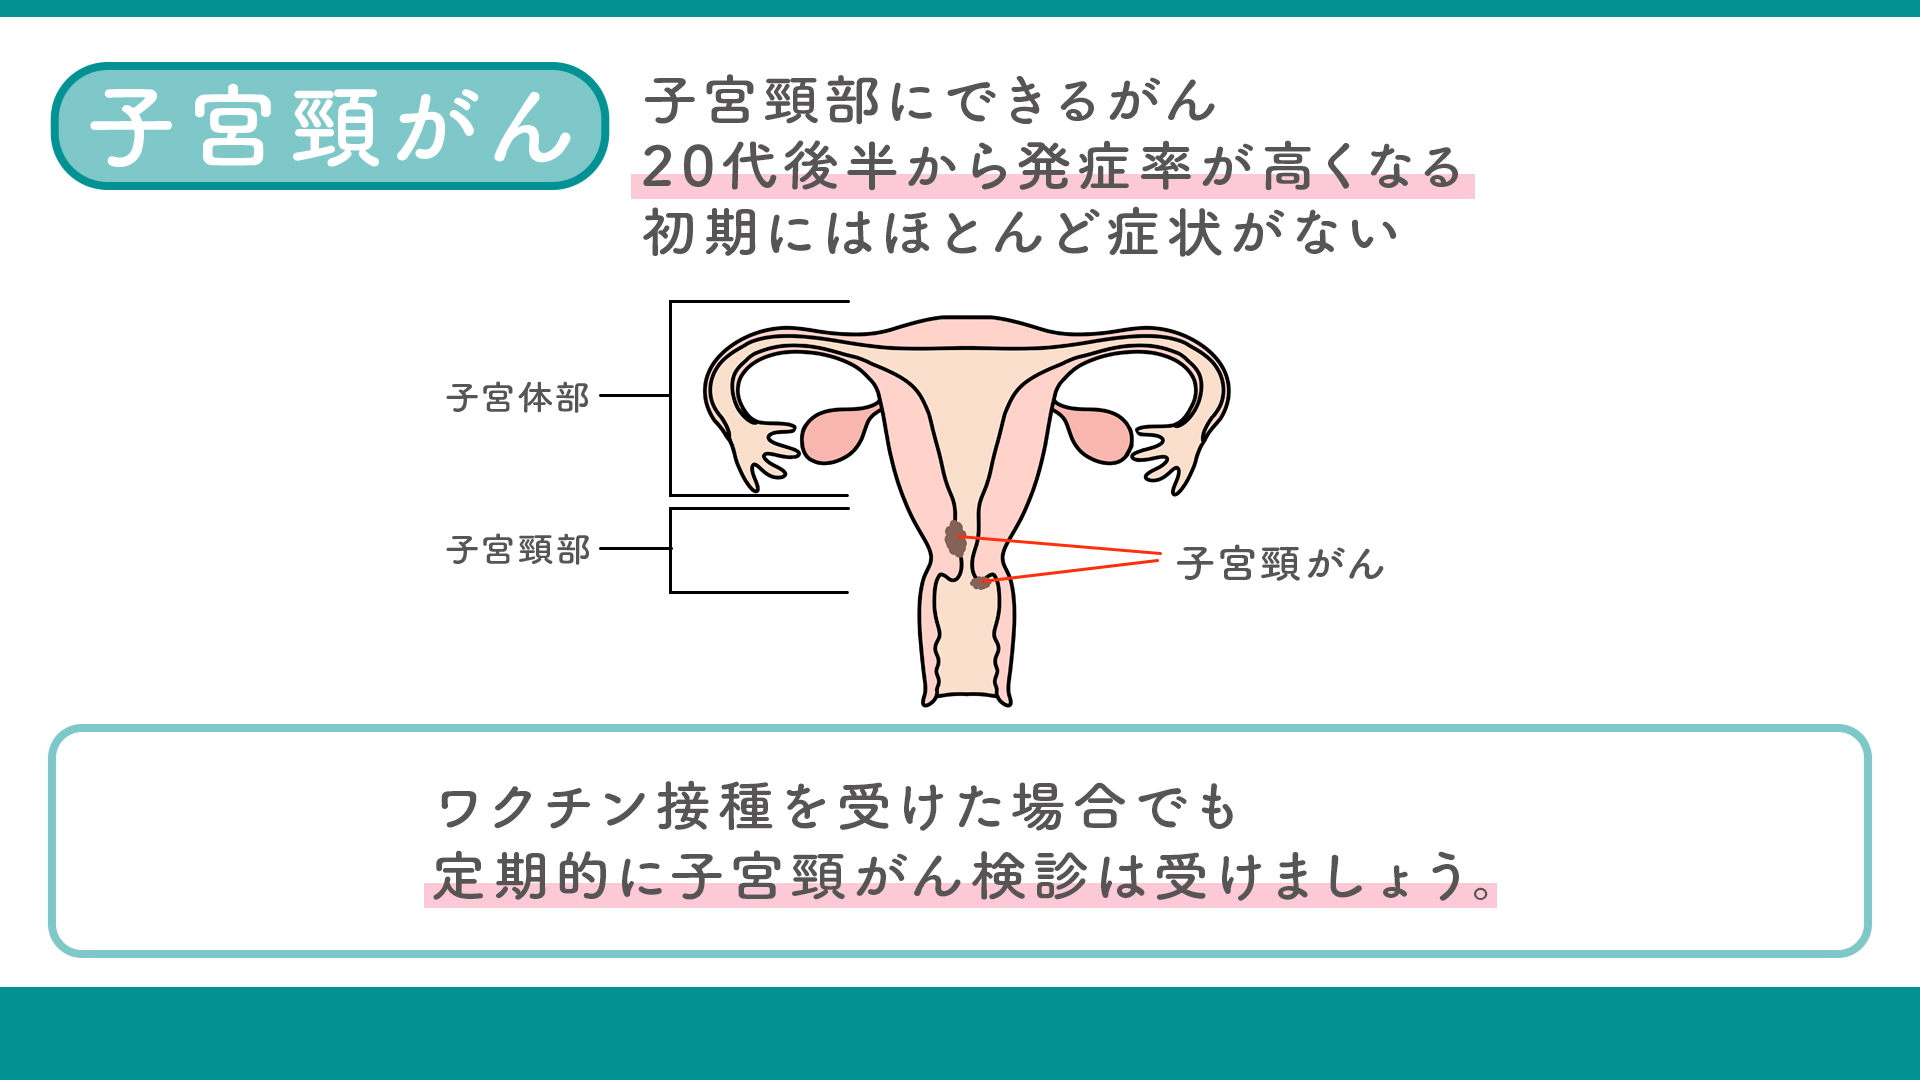 子宮頸がん
子宮頸部にできるがん
20代後半から発症率が高くなる
初期にはほとんど症状がない
子宮体部
子宮頸部
子宮頸がん
ワクチン接種を受けた場合でも
定期的に子宮頸がん検診は受けましょう。